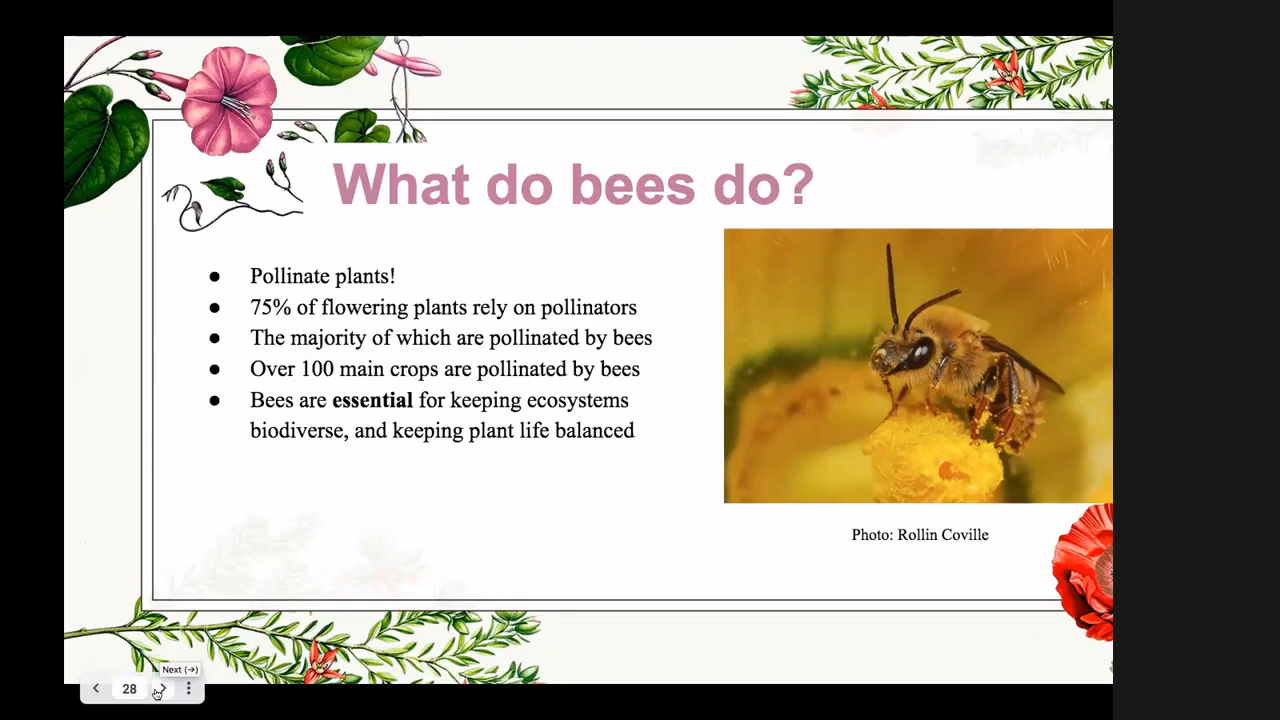 What do bees do?
● Pollinate plants!
● 75% of flowering plants rely on pollinators
● The majority of which are pollinated by bees
● Over 100 main crops are pollinated by bees
● Bees are essential for keeping ecosystems
biodiverse, and keeping plant life balanced
Photo: Rollin Coville
Next (→)
28